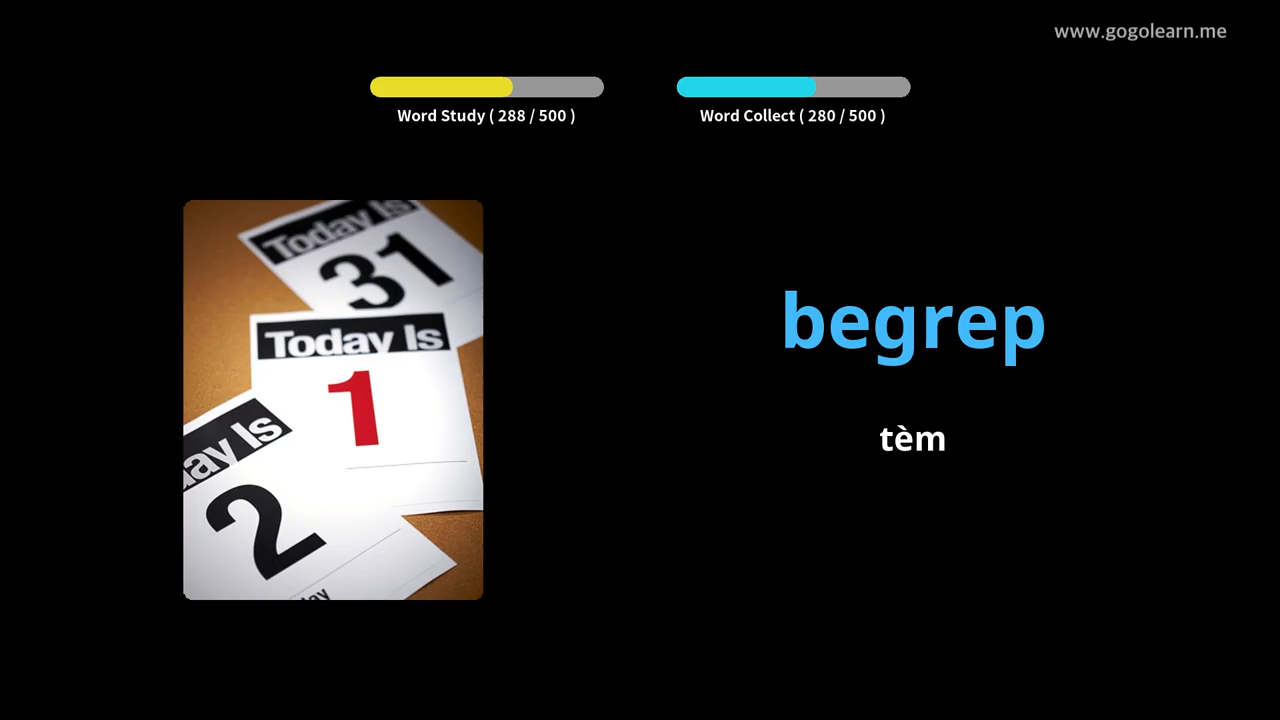 www.gogolearn.me
Word Study ( 288 / 500 )
Word Collect ( 280 / 500 )
Today Is
31
Today Is
1
day Is
2
begrep
tèm